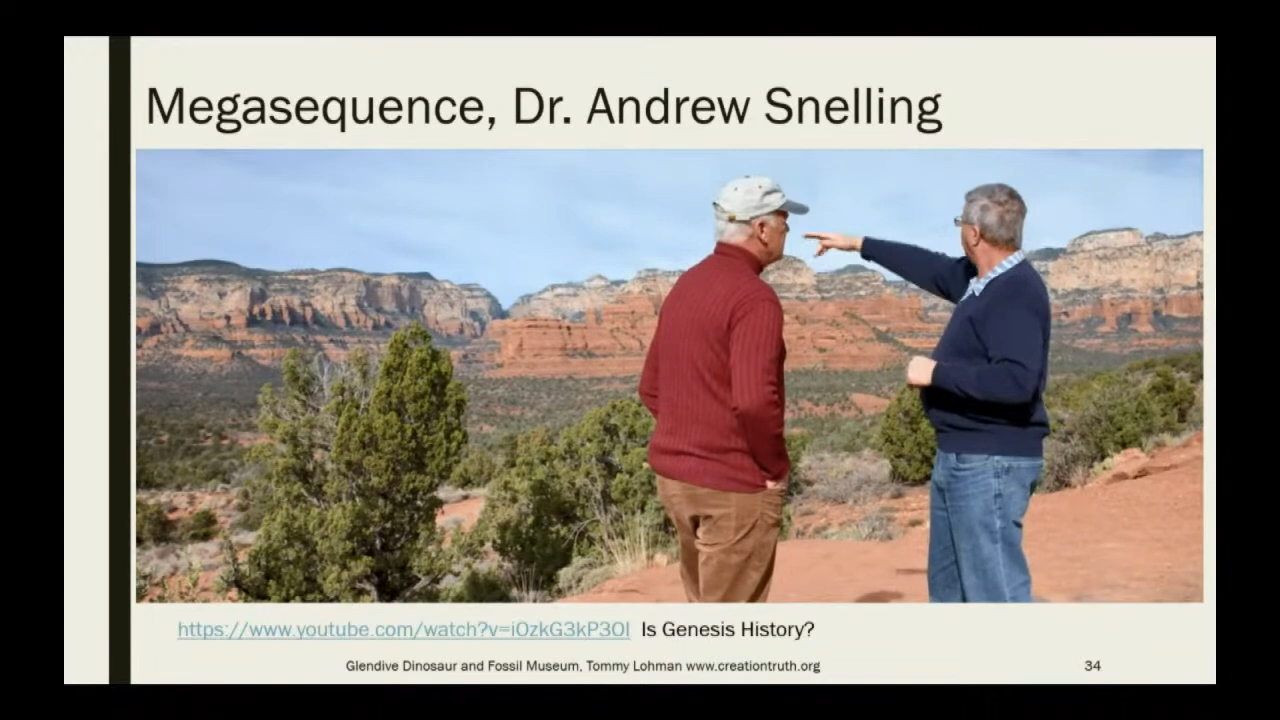 Megasequence, Dr. Andrew Snelling
https://www.youtube.com/watch?v=iOzkG3kP3OI Is Genesis History?
Glendive Dinosaur and Fossil Museum, Tommy Lohman www.creationtruth.org 34